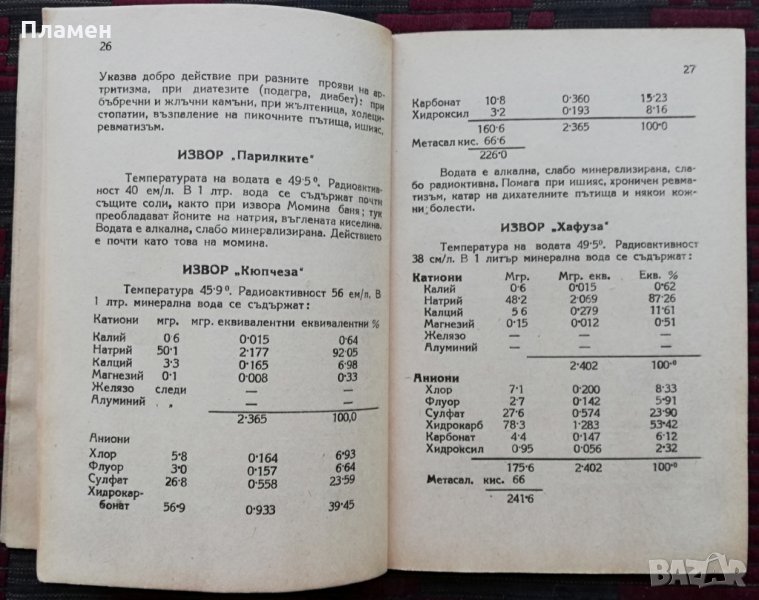 Пламен
26
Указва добро действие при разните прояви на ар-
тритизма, при диатезите (подагра, диабет): при
бъбречни и жлъчни камъни, при жълтеница, холеци-
стопатии, възпаление на пикочните пътища, ишияс,
ревматизъм.
ИЗВОР „Парилките“
Температурата на водата е 49·5°. Радиоактив-
ност 40 ем/л. В 1 лтр. вода се съдържат почти
същите соли, както при извора Момина баня; тук
преобладават йоните на натрия, въглената киселина.
Водата е алкална, слабо минерализирана. Действието
е почти като това на момина.
ИЗВОР „Кюпчеза“
Температура 45·9°. Радиоактивност 56 ем/л. В
1 лтр. минерална вода се съдържат:
Катиони мгр. мгр. еквивалентни еквивалентни %
Калий 0·6 0·015 0·64
Натрий 50·1 2·177 92·05
Калций 3·3 0·165 6·98
Магнезий 0·1 0·008 0·33
Желязо следи — —
Алуминий „ — —
2·365 100,0
Аниони
Хлор 5·8 0·164 6·93
Флуор 3·0 0·157 6·64
Сулфат 26·8 0·558 23·59
Хидрокар-
бонат 56·9 0·933 39·45
27
Карбонат 10·8 0·360 15·23
Хидроксил 3·2 0·193 8·16
160·6 2·365 100·0
Метасал кис. 66·6
226·0
Водата е алкална, слабо минерализирана, сла-
бо радиоактивна. Помага при ишияс, хроничен ревма-
тизъм, катар на дихателните пътища и някои кож-
ни болести.
ИЗВОР „Хафуза“
Температура на водата 49·5°. Радиоактивност
38 ем/л. В 1 литър минерална вода се съдържат:
Катиони Мгр. Мгр. екв. Екв. %
Калий 0·6 0·015 0·62
Натрий 48·2 2·069 87·26
Калций 5 6 0·279 11·61
Магнезий 0·15 0·012 0·51
Желязо — — —
Алуминий — — —
2·402 100·0
Аниони
Хлор 7·1 0·200 8·33
Флуор 2·7 0·142 5·91
Сулфат 27·6 0·574 23·90
Хидрокарб 78·3 1·283 53·42
Карбонат 4·4 0·147 6·12
Хидроксил 0·95 0·056 2·32
175·6 2·402 100·0
Метасал. кис. 66
241·6
BAZAR